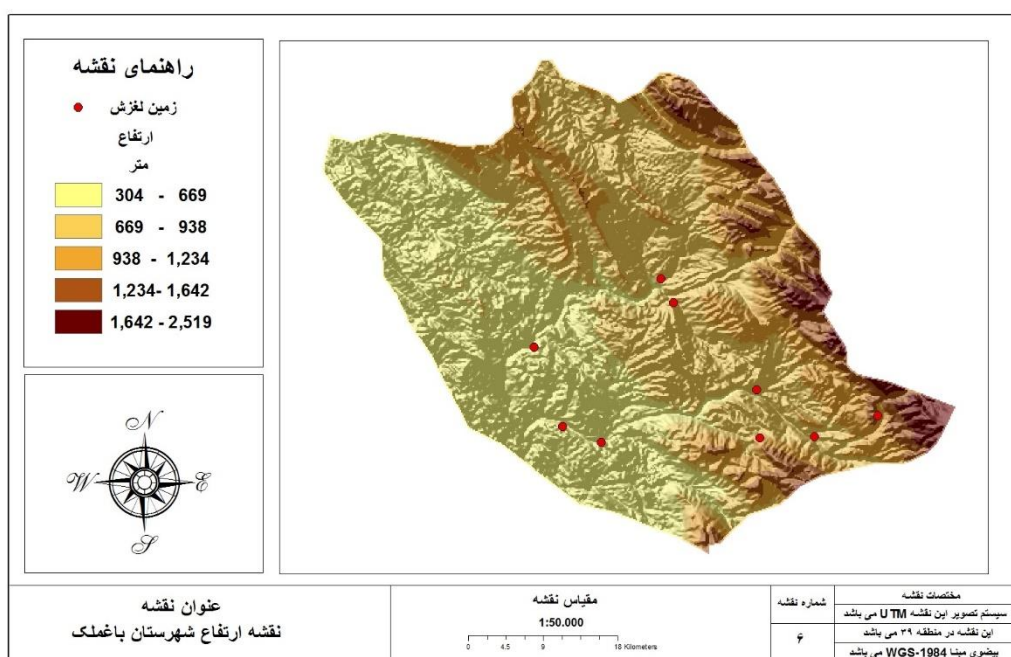 راهنمای نقشه
زمین لغزش
ارتفاع
متر
304 - 669
669 - 938
938 - 1,234
1,234- 1,642
1,642 - 2,519
N
W
E
S
عنوان نقشه
نقشه ارتفاع شهرستان باغملک
مقیاس نقشه
1:50.000
0 4.5 9 18 Kilometers
شماره نقشه
۶
مختصات نقشه
سیستم تصویر این نقشه UTM می باشد
این نقشه در منطقه ۳۹ می باشد
بیضوی مبنا WGS-1984 می باشد